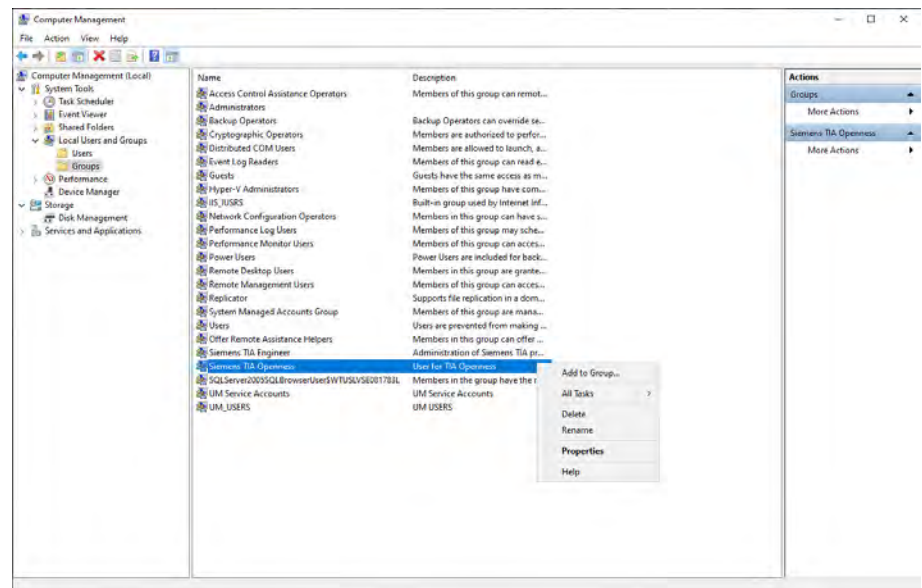 Computer Management
File Action View Help
Computer Management (Local)
System Tools
Task Scheduler
Event Viewer
Shared Folders
Local Users and Groups
Users
Groups
Performance
Device Manager
Storage
Disk Management
Services and Applications
Name Description
Access Control Assistance Operators Members of this group can remot...
Administrators
Backup Operators Backup Operators can override se...
Cryptographic Operators Members are authorized to perfor...
Distributed COM Users Members are allowed to launch, a...
Event Log Readers Members of this group can read e...
Guests Guests have the same access as m...
Hyper-V Administrators Members of this group have com...
IIS_IUSRS Built-in group used by Internet Inf...
Network Configuration Operators Members in this group can have s...
Performance Log Users Members of this group may sche...
Performance Monitor Users Members of this group can acces...
Power Users Power Users are included for back...
Remote Desktop Users Members in this group are grante...
Remote Management Users Members of this group can acces...
Replicator Supports file replication in a dom...
System Managed Accounts Group Members of this group are mana...
Users Users are prevented from making ...
Offer Remote Assistance Helpers Members in this group can offer ...
Siemens TIA Engineer Administration of Siemens TIA pr...
Siemens TIA Openness User for TIA Openness
Members in the group have the r
UM Service Accounts UM Service Accounts
UM_USERS UM USERS
Add to Group...
All Tasks
Delete
Rename
Properties
Help
Actions
Groups
More Actions
Siemens TIA Openness
More Actions